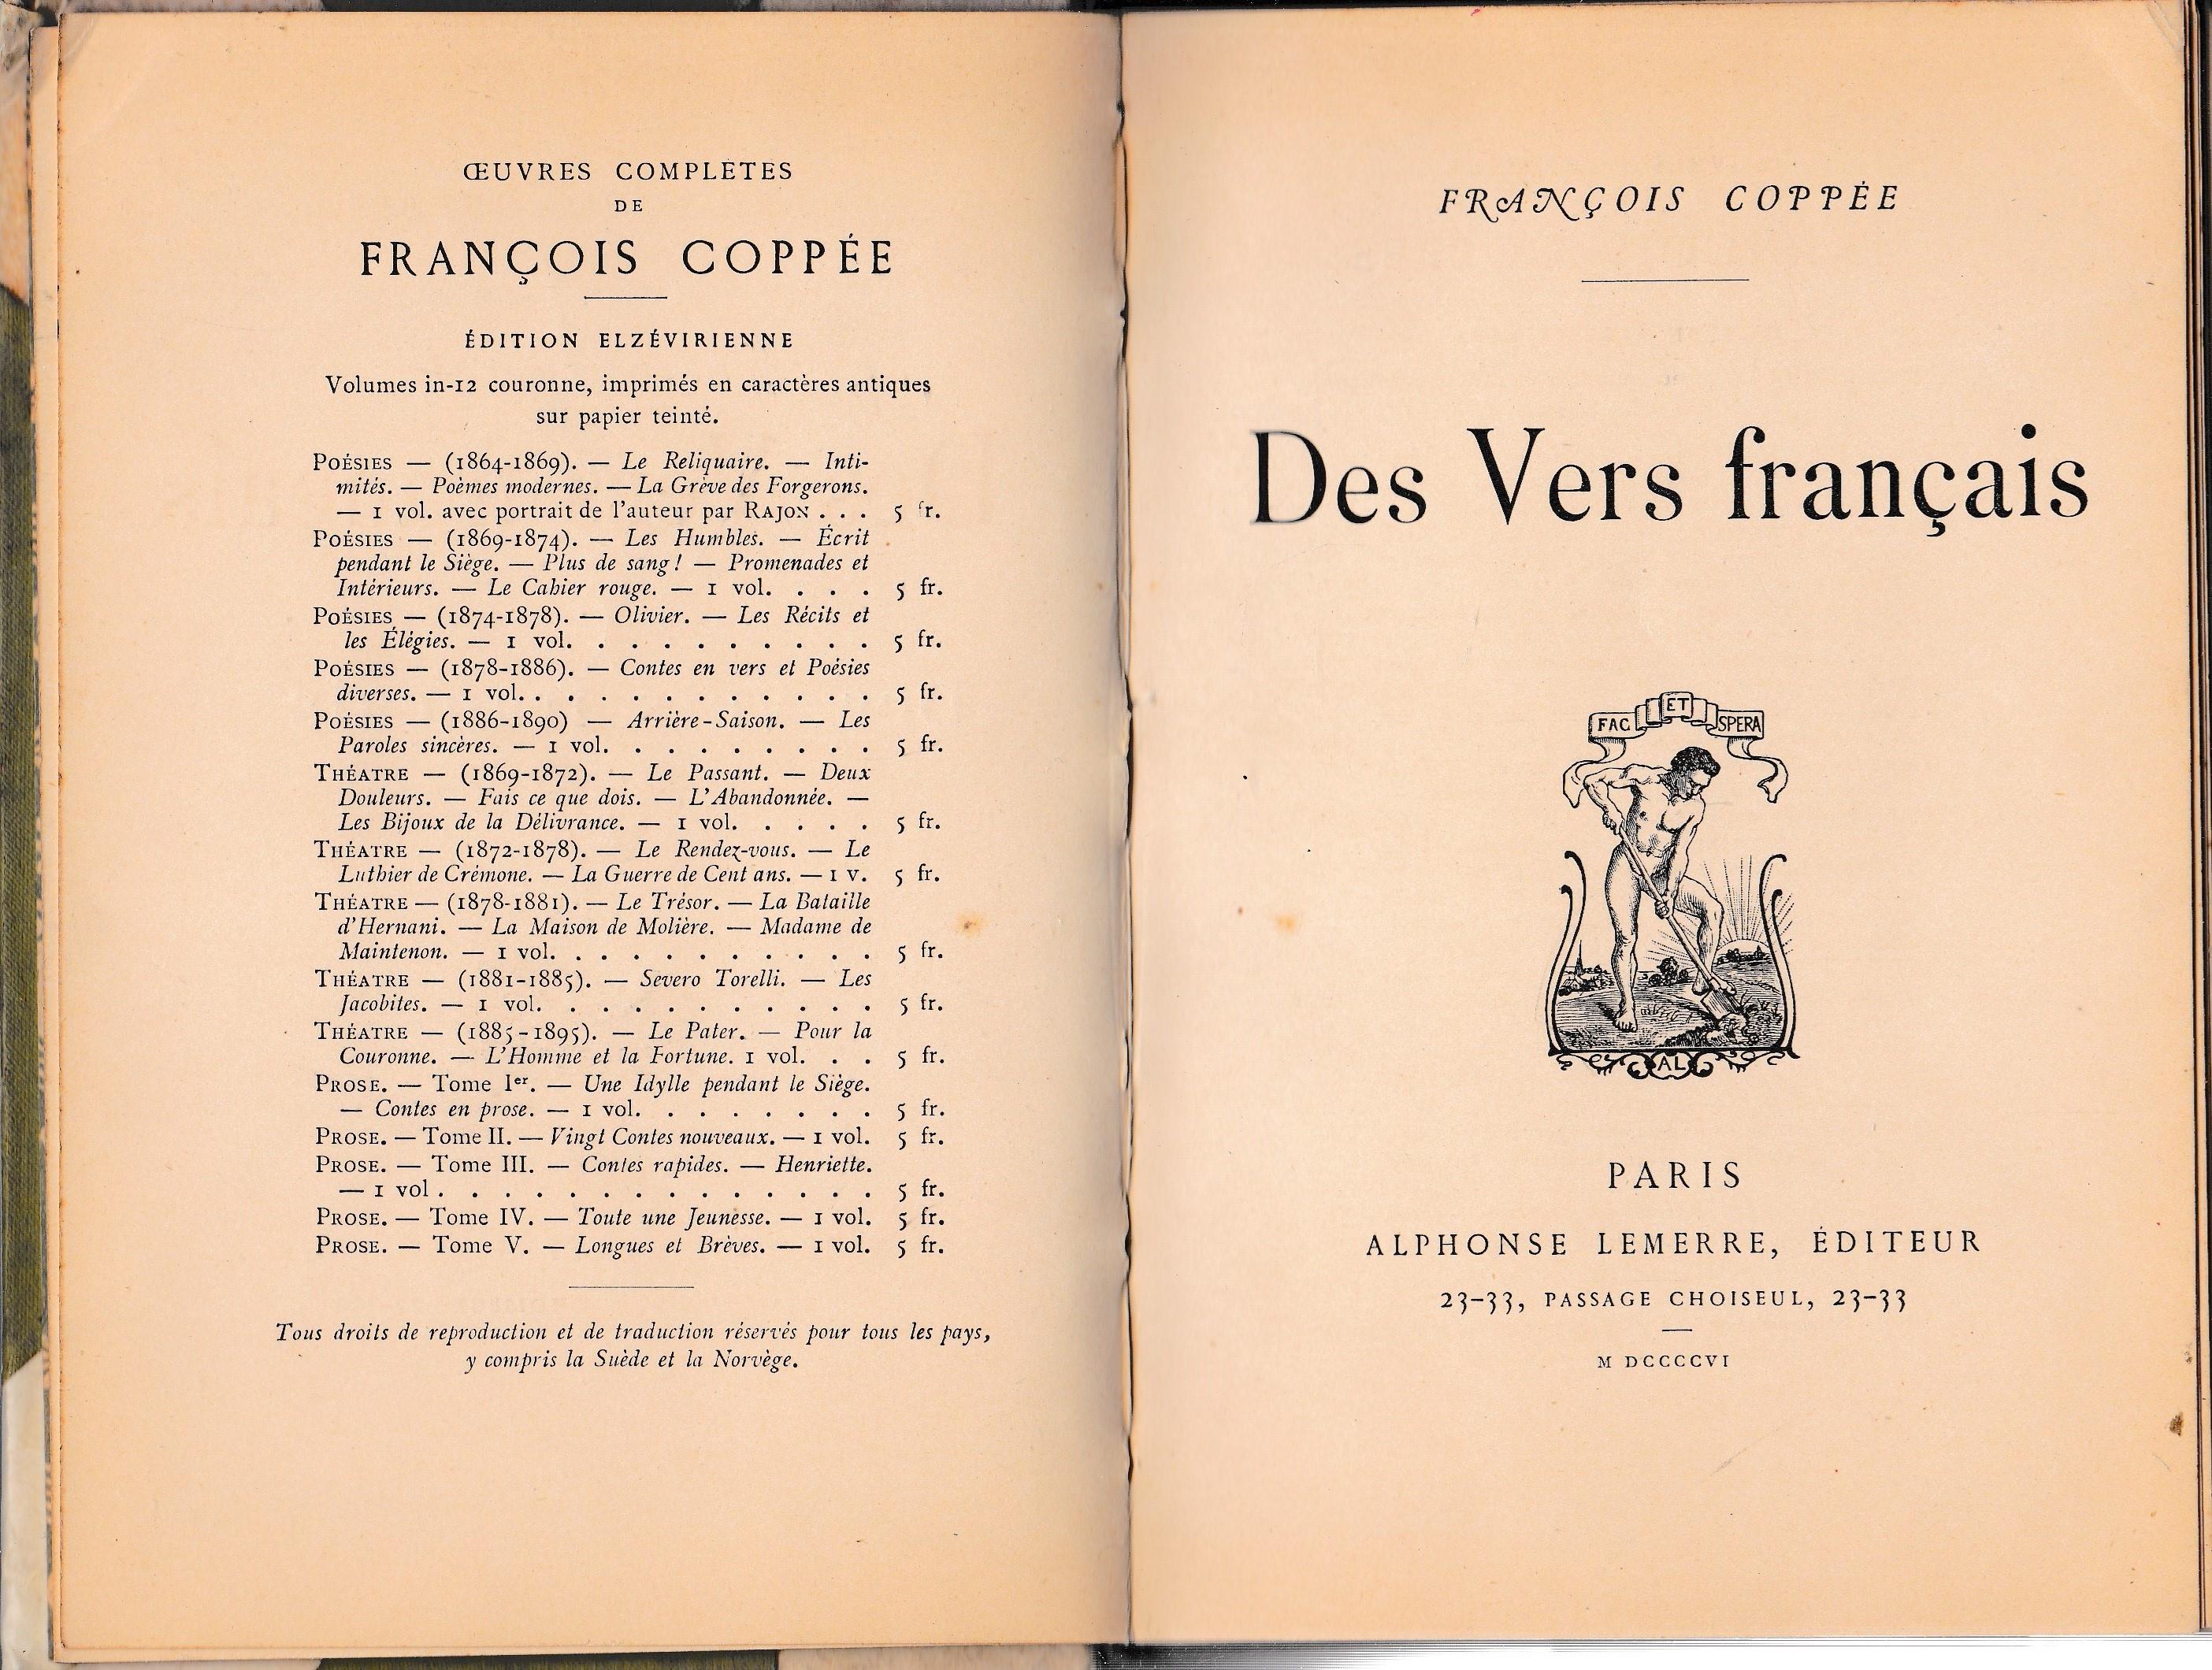 ŒUVRES COMPLÈTES
DE
FRANÇOIS COPPÉE
ÉDITION ELZÉVIRIENNE
Volumes in-12 couronne, imprimés en caractères antiques
sur papier teinté.
POÉSIES — (1864-1869). — Le Reliquaire. — Inti-
mités. — Poèmes modernes. — La Grève des Forgerons.
— 1 vol. avec portrait de l'auteur par RAJON . . . 5 fr.
POÉSIES — (1869-1874). — Les Humbles. — Écrit
pendant le Siège. — Plus de sang! — Promenades et
Intérieurs. — Le Cahier rouge. — 1 vol. . . . . 5 fr.
POÉSIES — (1874-1878). — Olivier. — Les Récits et
les Élégies. — 1 vol. . . . . . . . . . 5 fr.
POÉSIES — (1878-1886). — Contes en vers et Poésies
diverses. — 1 vol. . . . . . . . . . . . 5 fr.
POÉSIES — (1886-1890) — Arrière-Saison. — Les
Paroles sincères. — 1 vol. . . . . . . . . 5 fr.
THÉATRE — (1869-1872). — Le Passant. — Deux
Douleurs. — Fais ce que dois. — L'Abandonnée. —
Les Bijoux de la Délivrance. — 1 vol. . . . . 5 fr.
THÉATRE — (1872-1878). — Le Rendez-vous. — Le
Luthier de Crémone. — La Guerre de Cent ans. — 1 v. 5 fr.
THÉATRE — (1878-1881). — Le Trésor. — La Bataille
d'Hernani. — La Maison de Molière. — Madame de
Maintenon. — 1 vol. . . . . . . . . . . 5 fr.
THÉATRE — (1881-1885). — Severo Torelli. — Les
Jacobites. — 1 vol. . . . . . . . . . . 5 fr.
THÉATRE — (1885-1895). — Le Pater. — Pour la
Couronne. — L'Homme et la Fortune. 1 vol. . . 5 fr.
PROSE. — Tome Ier. — Une Idylle pendant le Siège.
— Contes en prose. — 1 vol. . . . . . . . 5 fr.
PROSE. — Tome II. — Vingt Contes nouveaux. — 1 vol. 5 fr.
PROSE. — Tome III. — Contes rapides. — Henriette.
— 1 vol . . . . . . . . . . . . . . 5 fr.
PROSE. — Tome IV. — Toute une Jeunesse. — 1 vol. 5 fr.
PROSE. — Tome V. — Longues et Brèves. — 1 vol. 5 fr.
Tous droits de reproduction et de traduction réservés pour tous les pays,
y compris la Suède et la Norvège.
FRANÇOIS COPPÉE
Des Vers français
FAC ET SPERA
AL
PARIS
ALPHONSE LEMERRE, ÉDITEUR
23-33, PASSAGE CHOISEUL, 23-33
M DCCCCVI